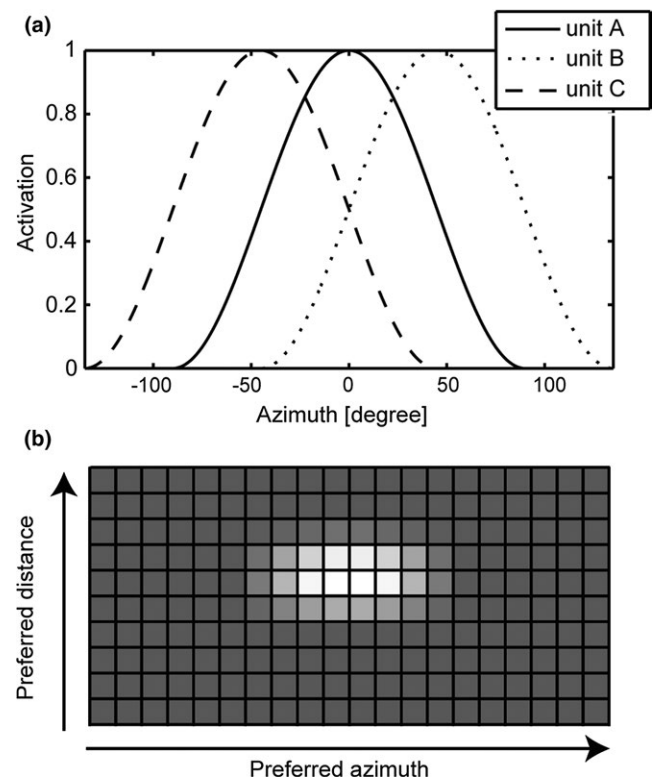 (a)
unit A
unit B
unit C
1
0.8
0.6
0.4
0.2
0
Activation
-100 -50 0 50 100
Azimuth [degree]
(b)
Preferred distance
Preferred azimuth